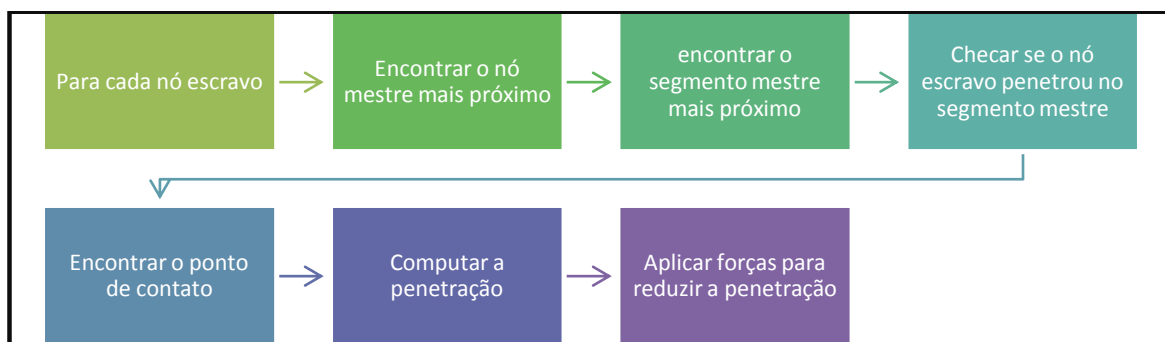 Para cada nó escravo
Encontrar o nó
mestre mais próximo
encontrar o
segmento mestre
mais próximo
Checar se o nó
escravo penetrou no
segmento mestre
Encontrar o ponto
de contato
Computar a
penetração
Aplicar forças para
reduzir a penetração